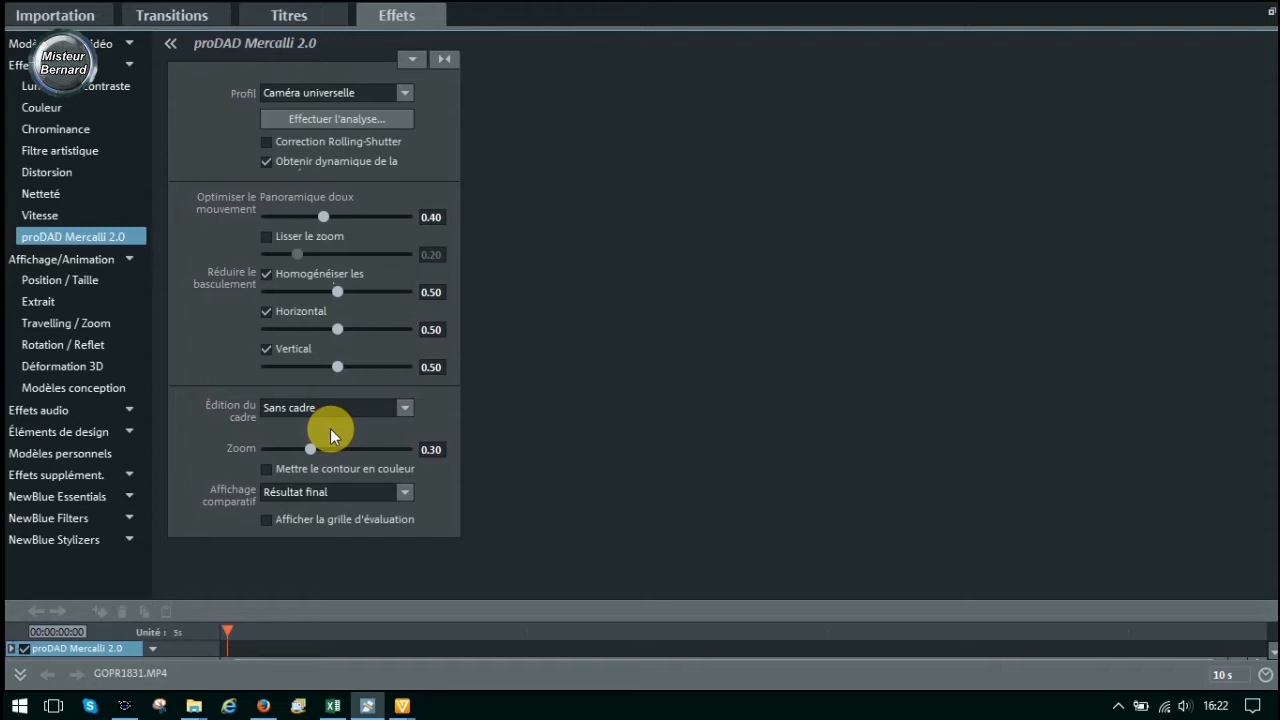 Importation
Transitions
Titres
Effets
Misteur
Bernard
proDAD Mercalli 2.0
Couleur
Chrominance
Filtre artistique
Distorsion
Netteté
Vitesse
proDAD Mercalli 2.0
Affichage/Animation
Position / Taille
Extrait
Travelling / Zoom
Rotation / Reflet
Déformation 3D
Modèles conception
Effets audio
Éléments de design
Modèles personnels
Effets supplément.
NewBlue Essentials
NewBlue Filters
NewBlue Stylizers
Profil Caméra universelle
Effectuer l'analyse...
Correction Rolling-Shutter
Obtenir dynamique de la
Optimiser le mouvement
Panoramique doux
0.40
Lisser le zoom
0.20
Réduire le basculement
Homogénéiser les
0.50
Horizontal
0.50
Vertical
0.50
Édition du cadre
Sans cadre
Zoom 0.30
Mettre le contour en couleur
Affichage comparatif
Résultat final
Afficher la grille d'évaluation
00:00:00:00
Unité : 5s
proDAD Mercalli 2.0
GOPR1831.MP4
10 s
16:22